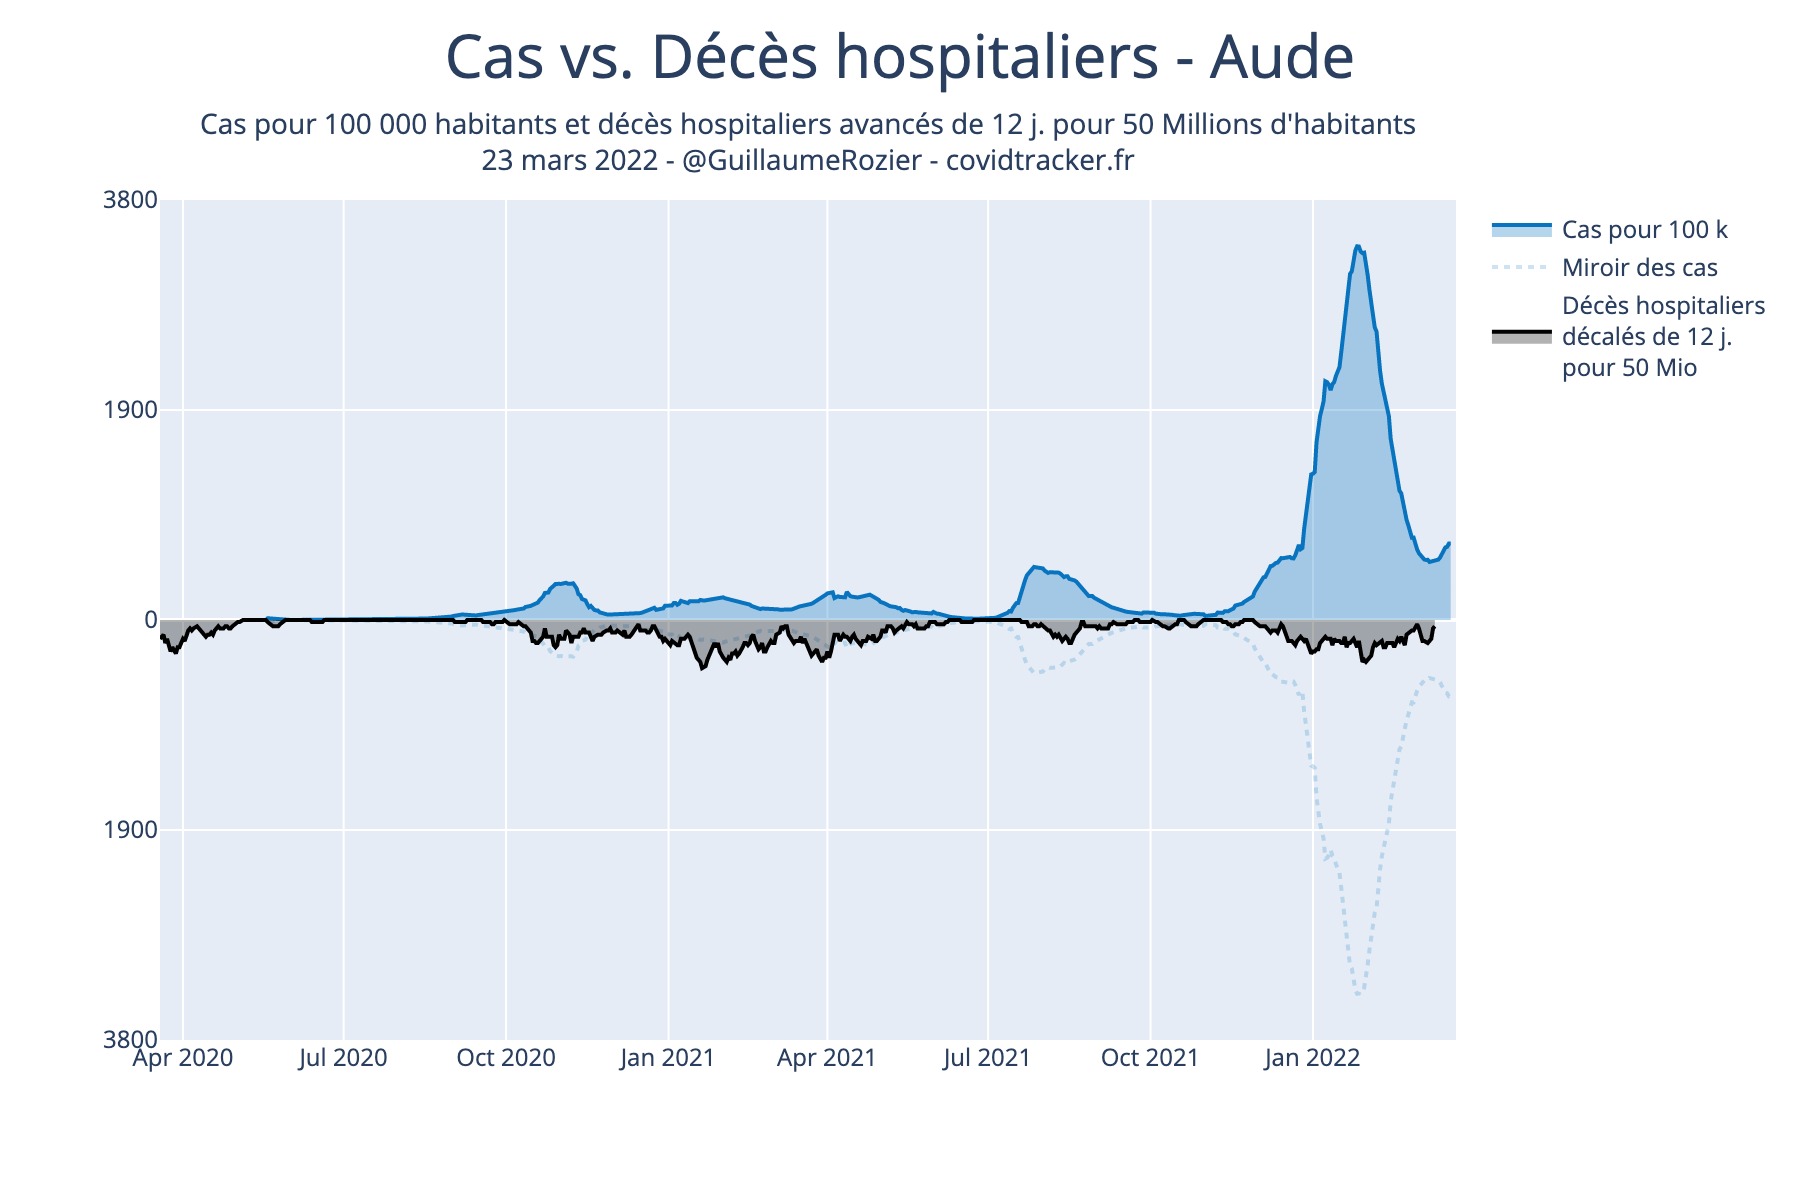 Cas vs. Décès hospitaliers - Aude
Cas pour 100 000 habitants et décès hospitaliers avancés de 12 j. pour 50 Millions d'habitants
23 mars 2022 - @GuillaumeRozier - covidtracker.fr
3800
1900
0
1900
3800
Apr 2020
Jul 2020
Oct 2020
Jan 2021
Apr 2021
Jul 2021
Oct 2021
Jan 2022
Cas pour 100 k
Miroir des cas
Décès hospitaliers
décalés de 12 j.
pour 50 Mio